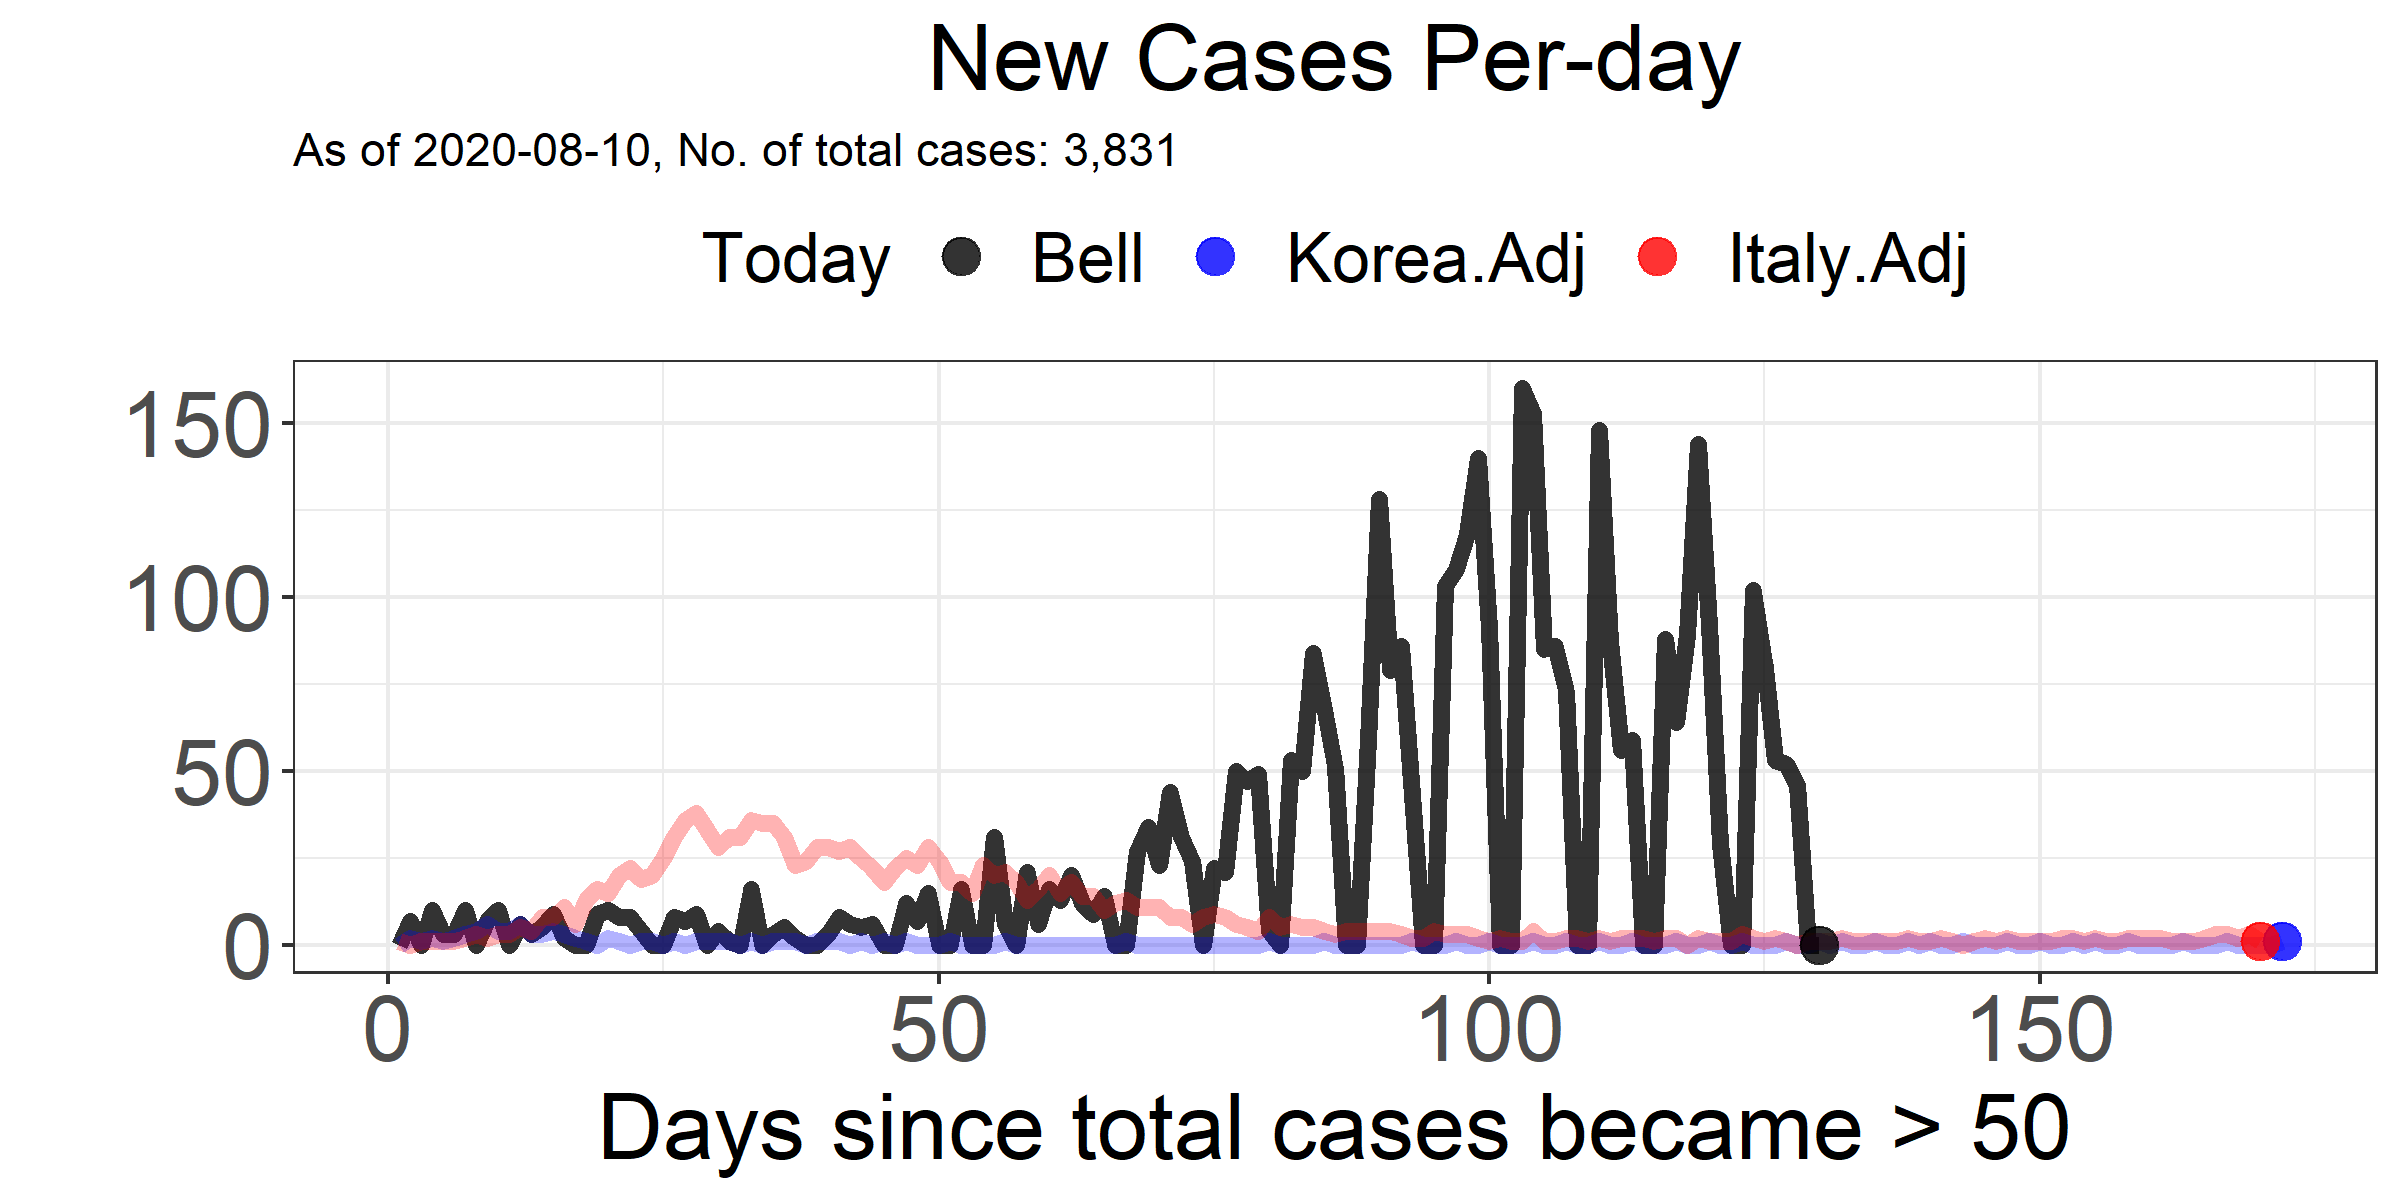 New Cases Per-day
As of 2020-08-10, No. of total cases: 3,831
Today Bell Korea.Adj Italy.Adj
150
100
50
0
0 50 100 150
Days since total cases became > 50